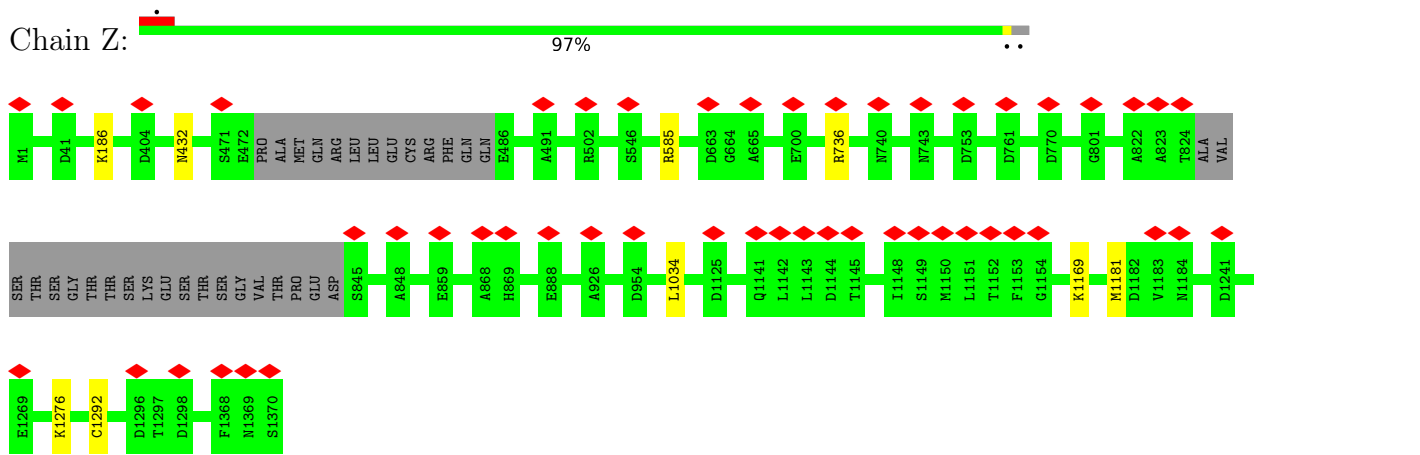 Chain Z:
97%
M1 D41 K186 D404 N432 S471 E472 PRO ALA MET GLN ARG LEU LEU GLU CYS ARG PHE GLN GLN E486 A491 R502 S546 R585 D663 G664 A665 E700 R736 N740 N743 D753 D761 D770 G801 A822 A823 T824 ALA VAL
SER THR SER GLY THR THR SER LYS GLU SER THR SER GLY VAL THR PRO GLU ASP S845 A848 E859 A868 H869 E888 A926 D954 L1034 D1125 Q1141 L1142 L1143 D1144 T1145 I1148 S1149 M1150 L1151 T1152 F1153 G1154 K1169 M1181 D1182 V1183 N1184 D1241
E1269 K1276 C1292 D1296 T1297 D1298 F1368 N1369 S1370